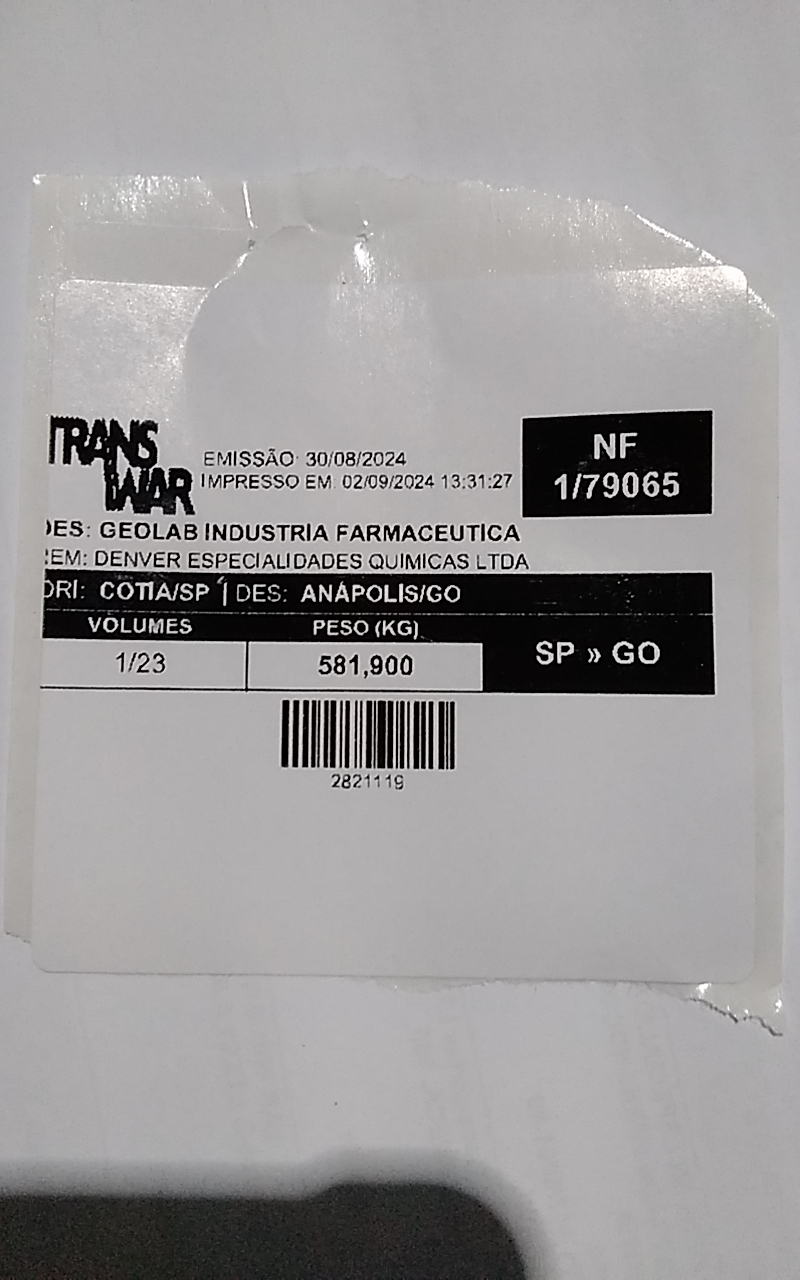 TRANS
WAR
EMISSÃO: 30/08/2024
IMPRESSO EM: 02/09/2024 13:31:27
NF
1/79065
DES: GEOLAB INDUSTRIA FARMACEUTICA
REM: DENVER ESPECIALIDADES QUIMICAS LTDA
ORI: COTIA/SP | DES: ANÁPOLIS/GO
VOLUMES PESO (KG)
1/23 581,900
SP » GO
2821119